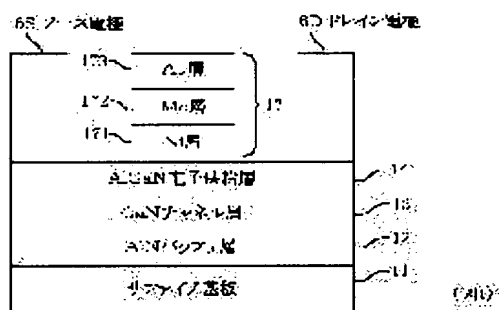 6S ソース電極 6D ドレイン電極
173 Au層
172 Mo層 17
171 Ni層
AlGaN電子供給層 14
GaNチャネル層 13
バッファ層 12
サファイア基板 11